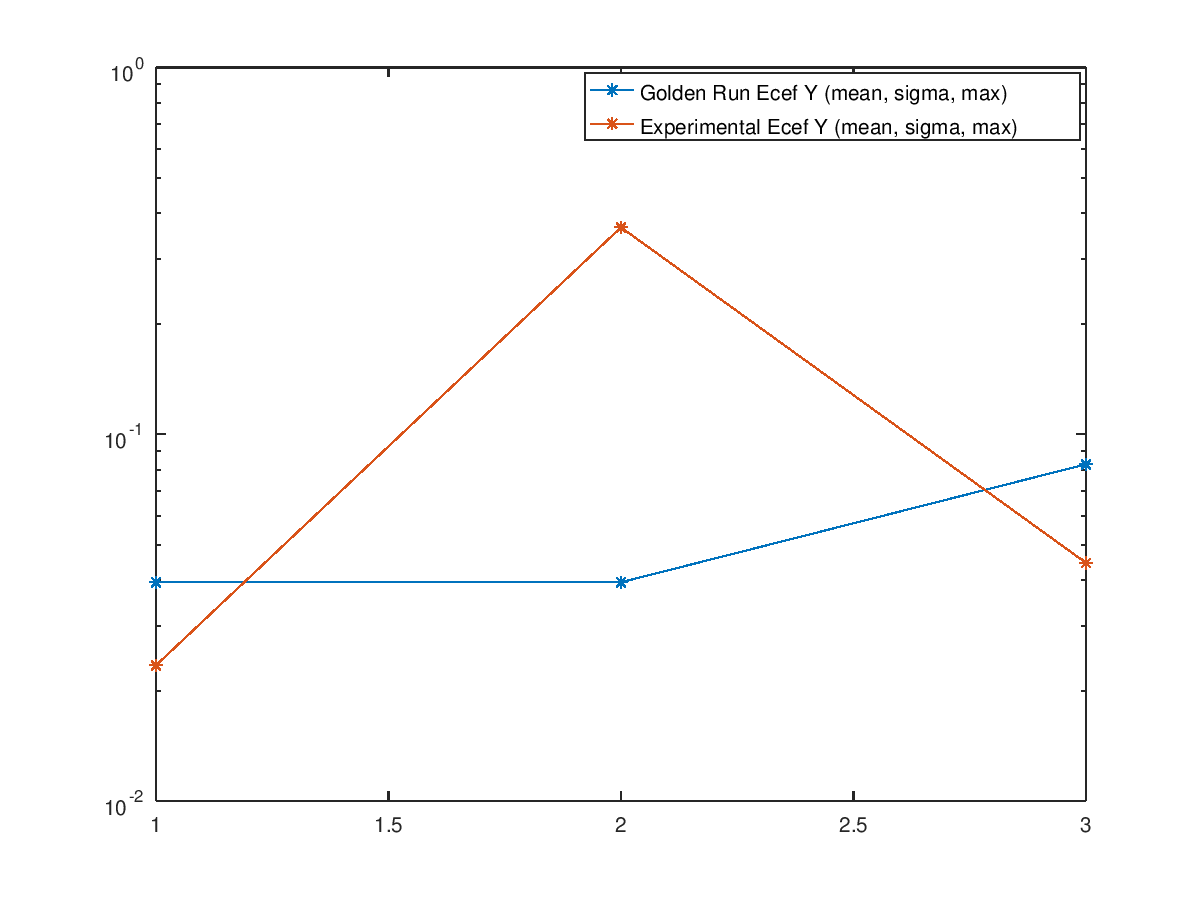 10^0
Golden Run Ecef Y (mean, sigma, max)
Experimental Ecef Y (mean, sigma, max)
10^-1
10^-2
1 1.5 2 2.5 3